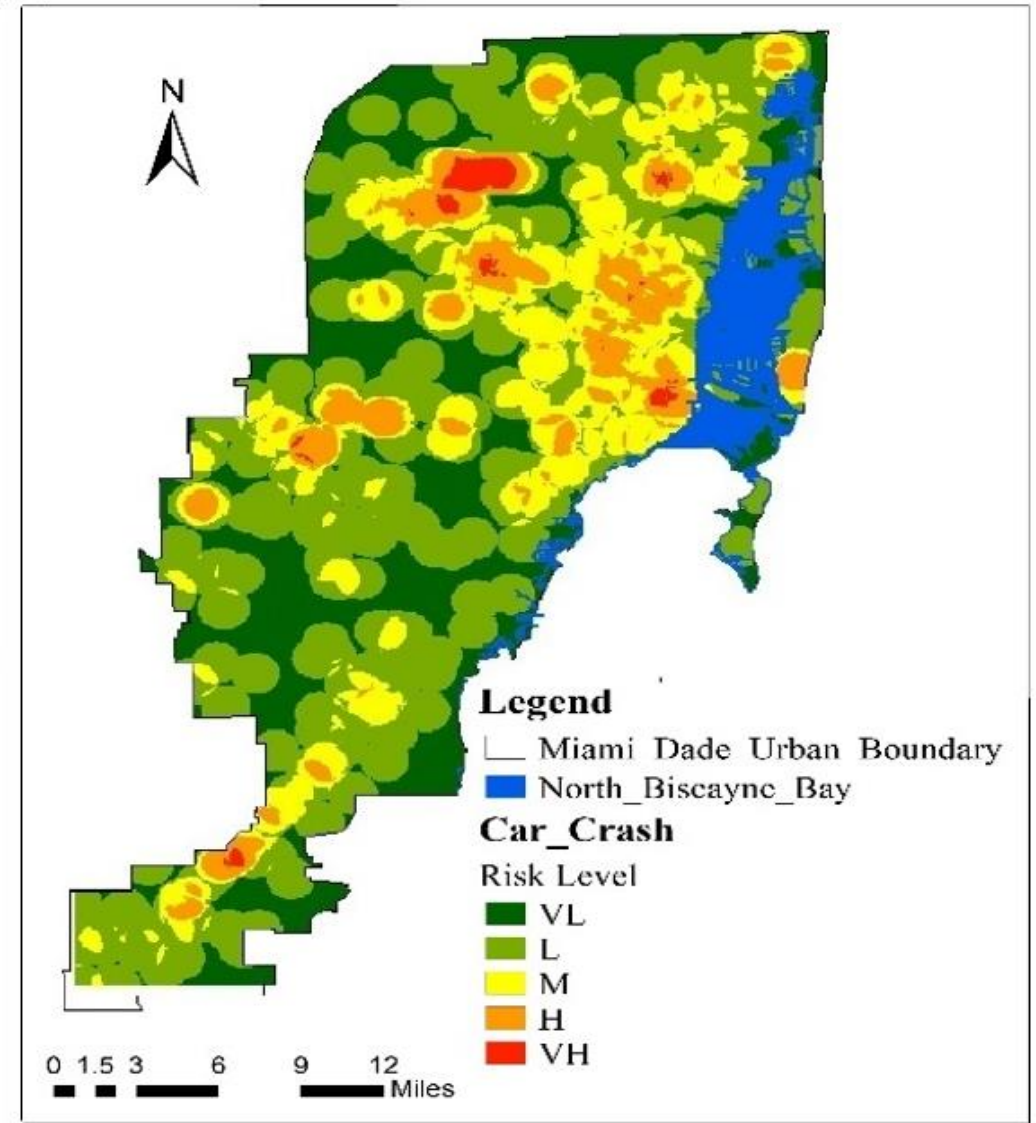 N
Legend
Miami Dade Urban Boundary
North_Biscayne_Bay
Car_Crash
Risk Level
VL
L
M
H
VH
0 1.5 3 6 9 12
Miles